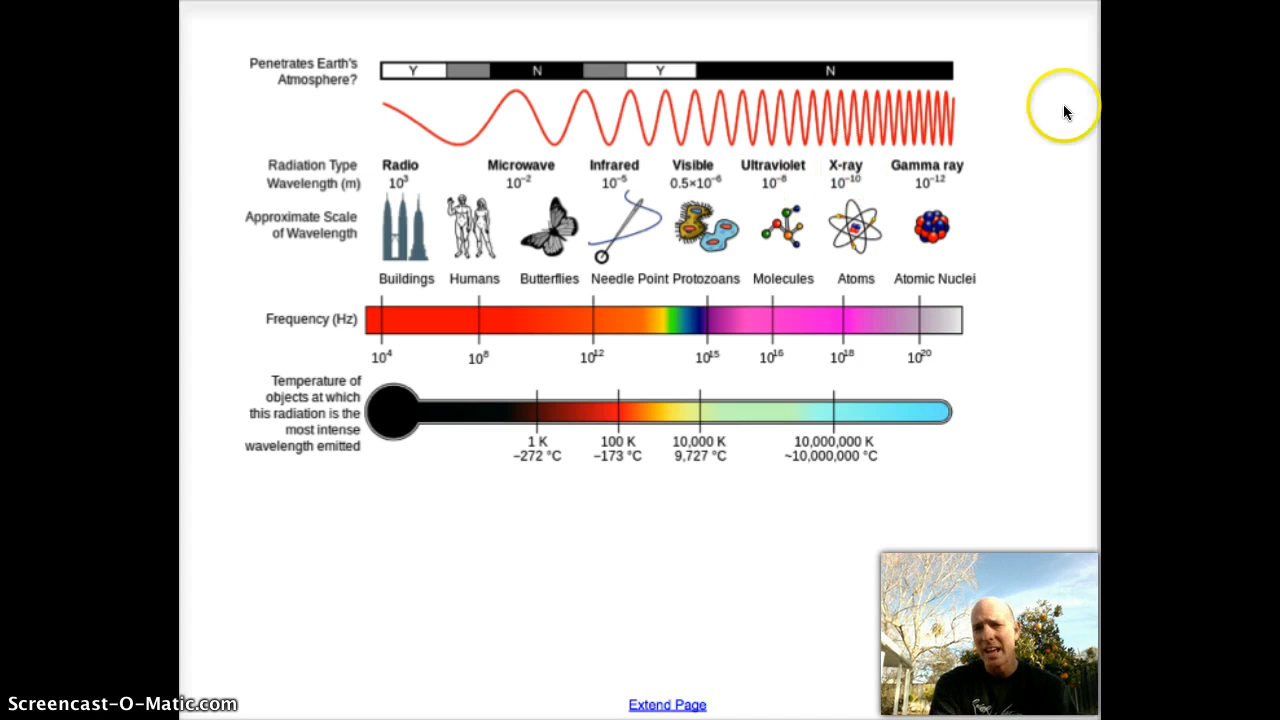 Penetrates Earth's
Atmosphere?
Y N Y N
Radiation Type
Radio Microwave Infrared Visible Ultraviolet X-ray Gamma ray
Wavelength (m)
10³ 10⁻² 10⁻⁵ 0.5×10⁻⁶ 10⁻⁸ 10⁻¹⁰ 10⁻¹²
Approximate Scale
of Wavelength
Buildings Humans Butterflies Needle Point Protozoans Molecules Atoms Atomic Nuclei
Frequency (Hz)
10⁴ 10⁸ 10¹² 10¹⁵ 10¹⁶ 10¹⁸ 10²⁰
Temperature of
objects at which
this radiation is the
most intense
wavelength emitted
1 K 100 K 10,000 K 10,000,000 K
−272 °C −173 °C 9,727 °C ~10,000,000 °C
Extend Page
Screencast-O-Matic.com